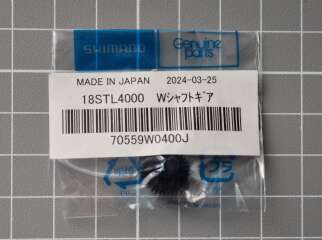 SHIMANO
Genuine parts
MADE IN JAPAN 2024-03-25
18STL4000 Wシャフトギア
70559W0400J